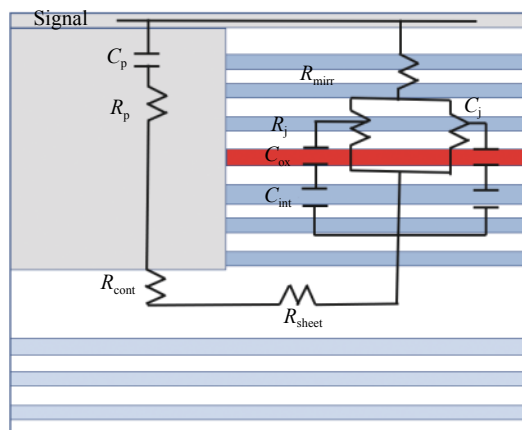 Signal
C_p
R_mirr
R_p
C_j
R_j
C_ox
C_int
R_cont
R_sheet